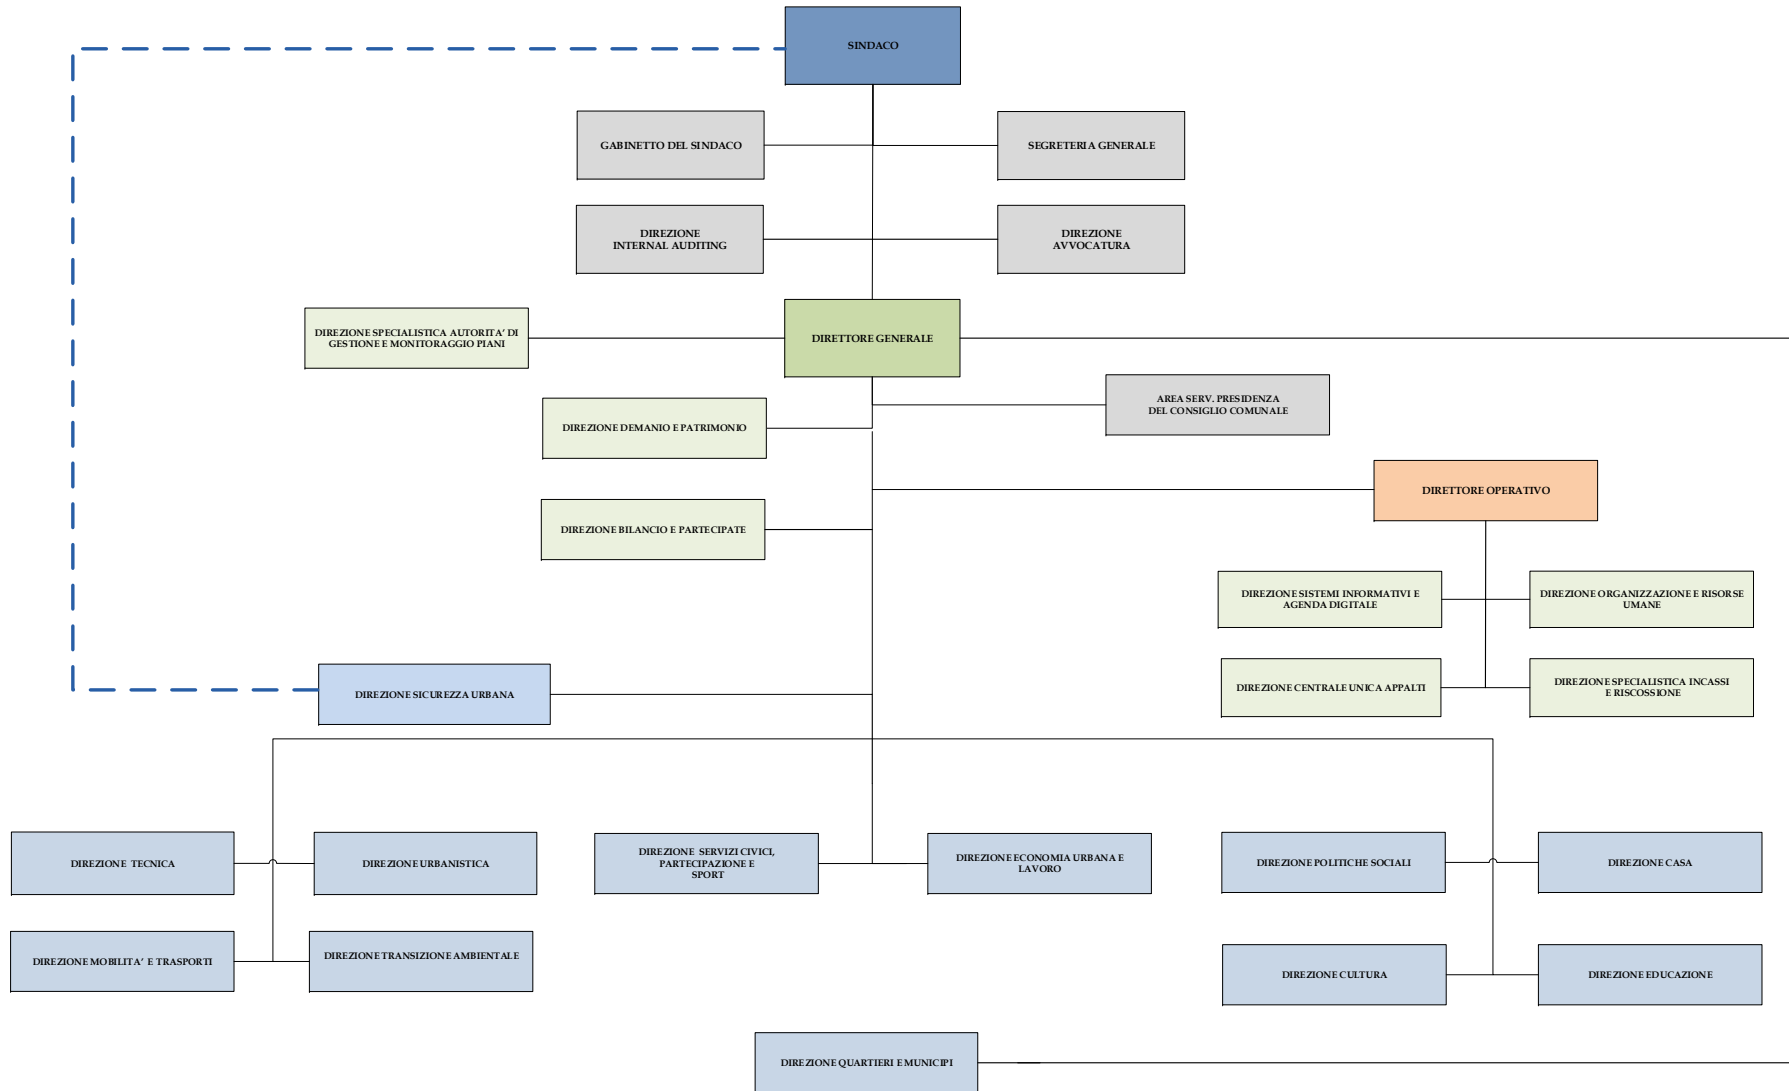 SINDACO
GABINETTO DEL SINDACO
SEGRETERIA GENERALE
DIREZIONE
INTERNAL AUDITING
DIREZIONE
AVVOCATURA
DIREZIONE SPECIALISTICA AUTORITA’ DI
GESTIONE E MONITORAGGIO PIANI
DIRETTORE GENERALE
AREA SERV. PRESIDENZA
DEL CONSIGLIO COMUNALE
DIREZIONE DEMANIO E PATRIMONIO
DIRETTORE OPERATIVO
DIREZIONE BILANCIO E PARTECIPATE
DIREZIONE SISTEMI INFORMATIVI E
AGENDA DIGITALE
DIREZIONE ORGANIZZAZIONE E RISORSE
UMANE
DIREZIONE SICUREZZA URBANA
DIREZIONE CENTRALE UNICA APPALTI
DIREZIONE SPECIALISTICA INCASSI
E RISCOSSIONE
DIREZIONE TECNICA
DIREZIONE URBANISTICA
DIREZIONE SERVIZI CIVICI,
PARTECIPAZIONE E
SPORT
DIREZIONE ECONOMIA URBANA E
LAVORO
DIREZIONE POLITICHE SOCIALI
DIREZIONE CASA
DIREZIONE MOBILITA’ E TRASPORTI
DIREZIONE TRANSIZIONE AMBIENTALE
DIREZIONE CULTURA
DIREZIONE EDUCAZIONE
DIREZIONE QUARTIERI E MUNICIPI